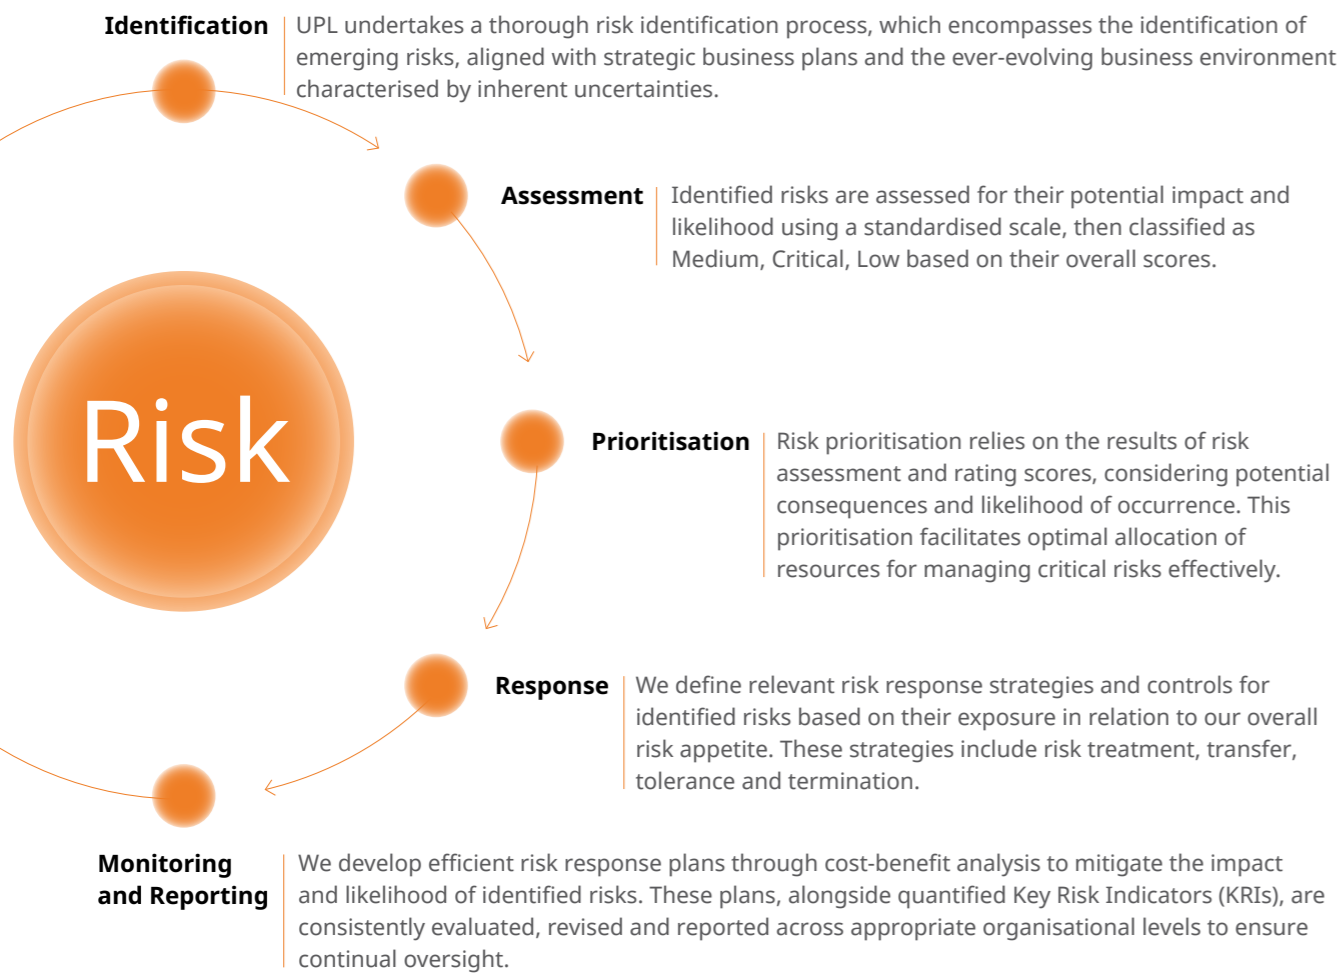 Identification
UPL undertakes a thorough risk identification process, which encompasses the identification of
emerging risks, aligned with strategic business plans and the ever-evolving business environment
characterised by inherent uncertainties.
Assessment
Identified risks are assessed for their potential impact and
likelihood using a standardised scale, then classified as
Medium, Critical, Low based on their overall scores.
Risk
Prioritisation
Risk prioritisation relies on the results of risk
assessment and rating scores, considering potential
consequences and likelihood of occurrence. This
prioritisation facilitates optimal allocation of
resources for managing critical risks effectively.
Response
We define relevant risk response strategies and controls for
identified risks based on their exposure in relation to our overall
risk appetite. These strategies include risk treatment, transfer,
tolerance and termination.
Monitoring
and Reporting
We develop efficient risk response plans through cost-benefit analysis to mitigate the impact
and likelihood of identified risks. These plans, alongside quantified Key Risk Indicators (KRIs), are
consistently evaluated, revised and reported across appropriate organisational levels to ensure
continual oversight.